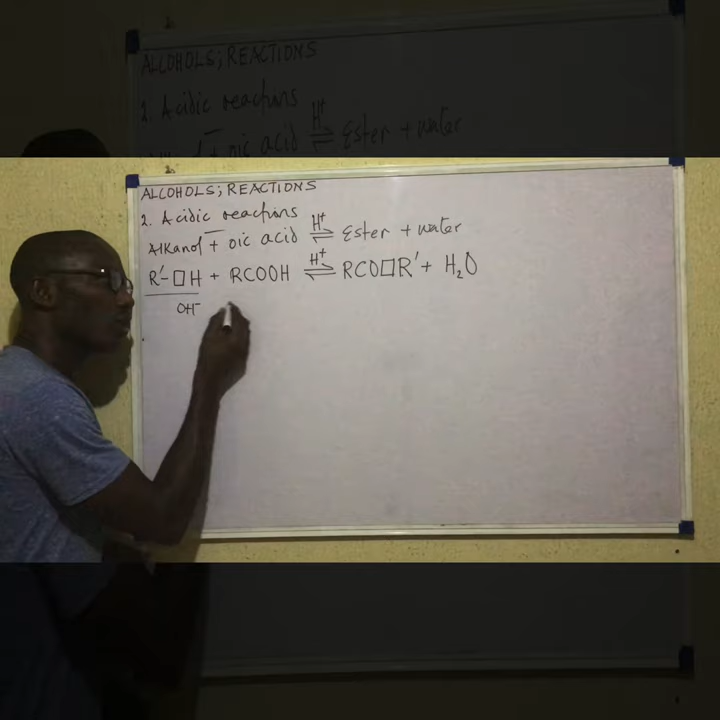 ALCOHOLS; REACTIONS
2. Acidic reactions
Alkanol + oic acid H⁺ ⇌ Ester + water
R'-□H + RCOOH H⁺ ⇌ RCO□R' + H₂O
OH⁻